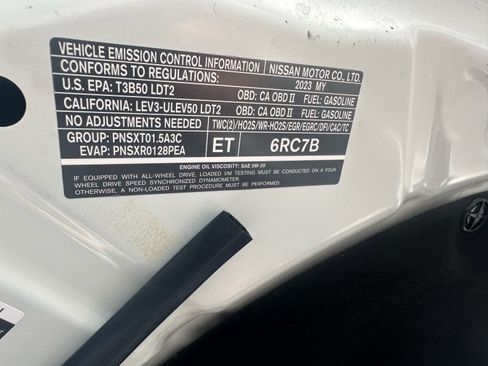 VEHICLE EMISSION CONTROL INFORMATION NISSAN MOTOR CO., LTD.
CONFORMS TO REGULATIONS: 2023 MY
U.S. EPA: T3B50 LDT2 OBD: CA OBD II FUEL: GASOLINE
CALIFORNIA: LEV3-ULEV50 LDT2 OBD: CA OBD II FUEL: GASOLINE
NO ADJUSTMENTS NEEDED TWC(2)/HO2S/WR-HO2S/EGR/EGRC/DFI/CAC/TC
GROUP: PNSXT01.5A3C
EVAP: PNSXR0128PEA
ET 6RC7B
ENGINE OIL VISCOSITY: SAE 0W-20
IF EQUIPPED WITH ALL-WHEEL DRIVE, LOADED I/M TESTING MUST BE CONDUCTED ON A FOUR
WHEEL DRIVE SPEED SYNCHRONIZED DYNAMOMETER.
OTHERWISE, A NON-LOADED TEST PROCEDURE MUST BE PERFORMED.